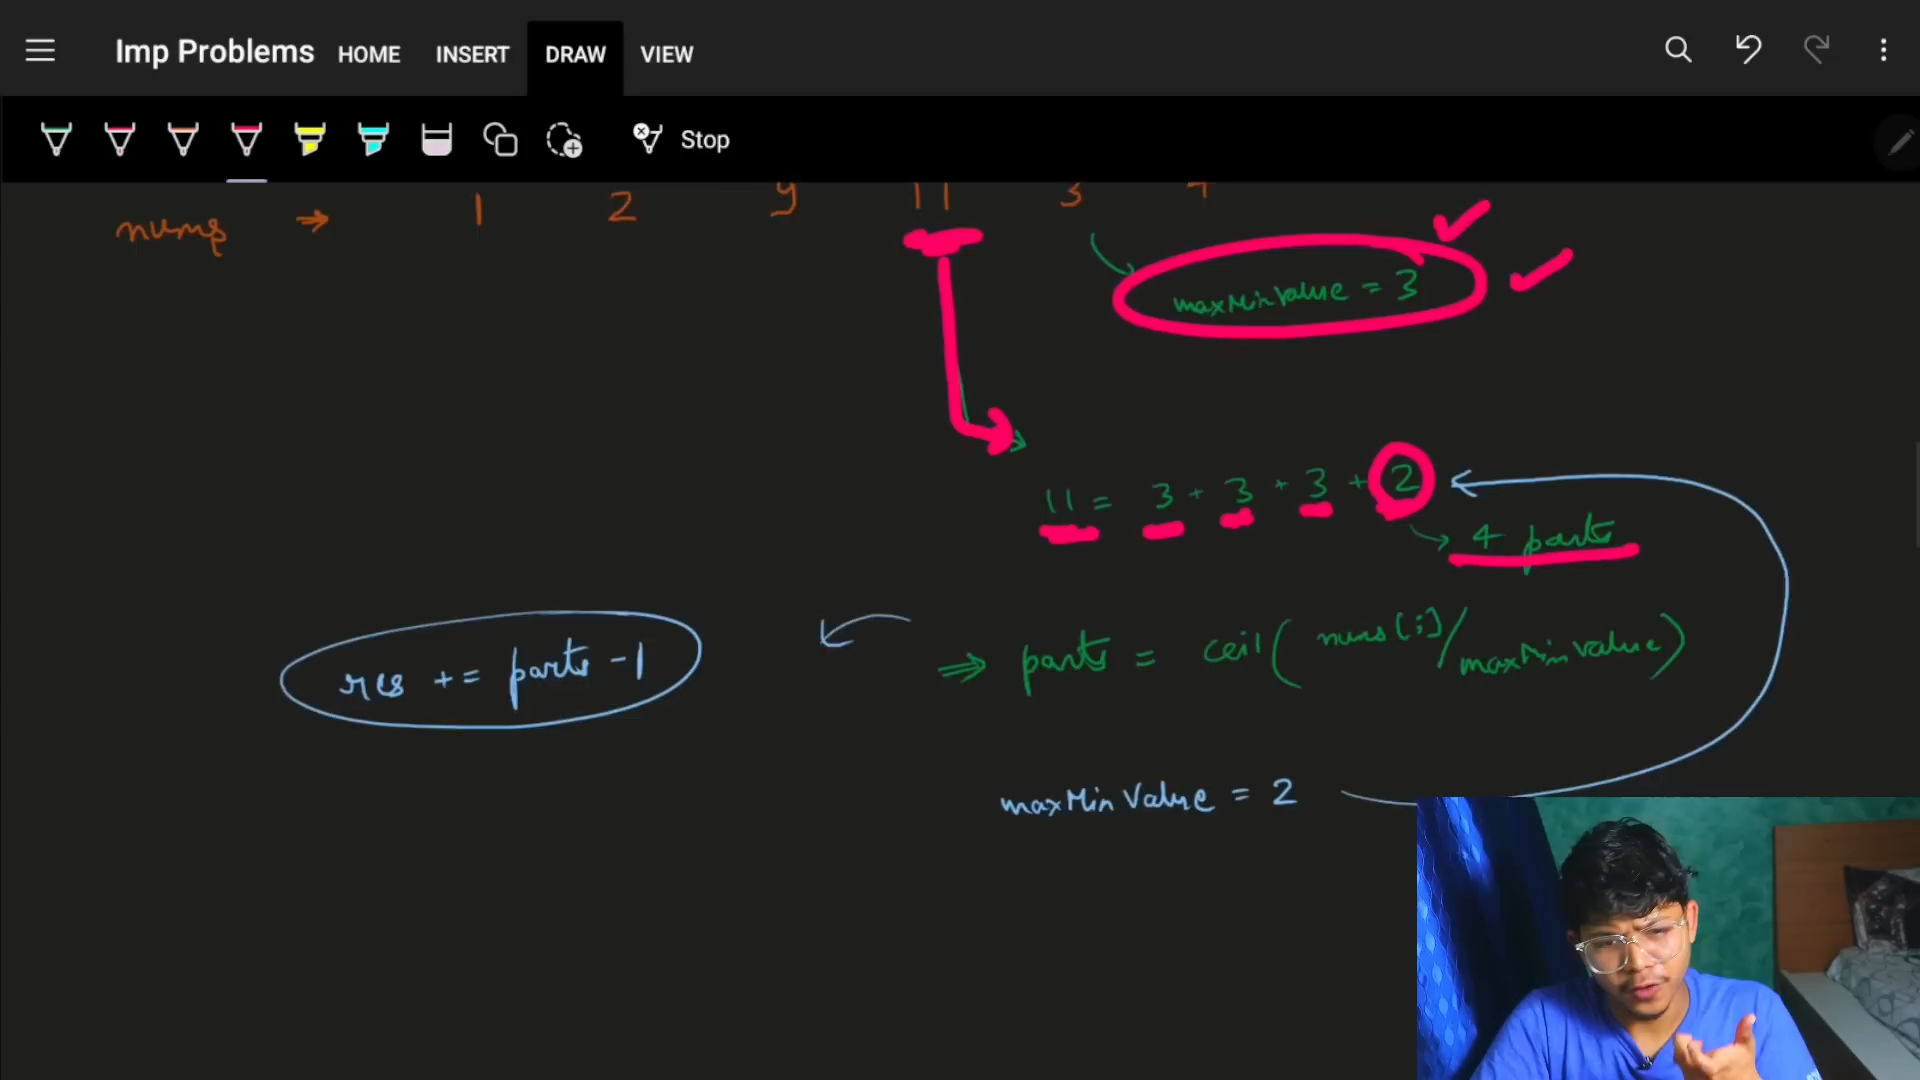 Imp Problems HOME INSERT DRAW VIEW
Stop
nums ⇒ 1 2 9 11 3
maxMinValue = 3
11 = 3 + 3 + 3 + 2
4 parts
res += parts -1
⇒ parts = ceil( nums[i]/maxMinValue)
maxMinValue = 2